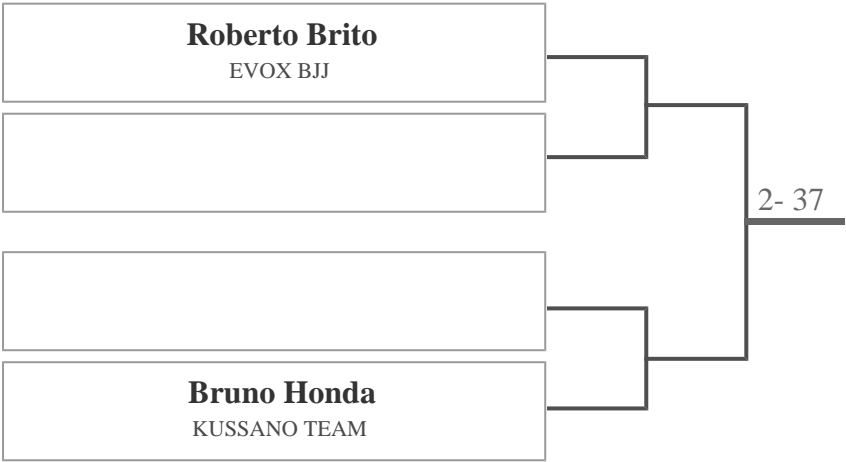 Roberto Brito
EVOX BJJ
2- 37
Bruno Honda
KUSSANO TEAM